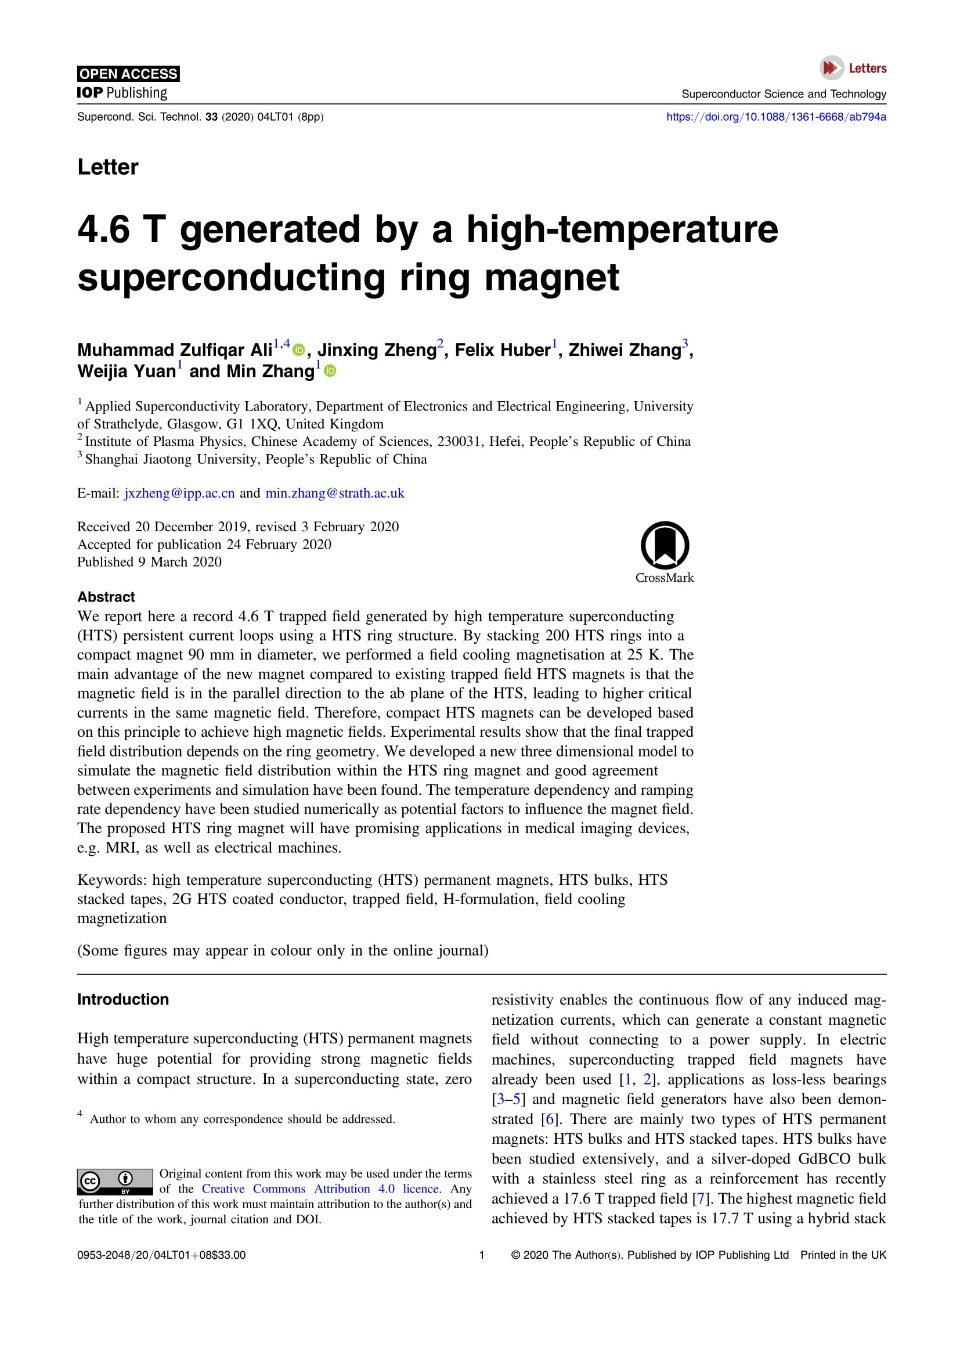 OPEN ACCESS
IOP Publishing
Letters
Superconductor Science and Technology
Supercond. Sci. Technol. 33 (2020) 04LT01 (8pp)
https://doi.org/10.1088/1361-6668/ab794a
Letter
4.6 T generated by a high-temperature
superconducting ring magnet
Muhammad Zulfiqar Ali1,4 iD, Jinxing Zheng2, Felix Huber1, Zhiwei Zhang3,
Weijia Yuan1 and Min Zhang1 iD
1 Applied Superconductivity Laboratory, Department of Electronics and Electrical Engineering, University
of Strathclyde, Glasgow, G1 1XQ, United Kingdom
2 Institute of Plasma Physics, Chinese Academy of Sciences, 230031, Hefei, People's Republic of China
3 Shanghai Jiaotong University, People's Republic of China
E-mail: jxzheng@ipp.ac.cn and min.zhang@strath.ac.uk
Received 20 December 2019, revised 3 February 2020
Accepted for publication 24 February 2020
Published 9 March 2020
CrossMark
Abstract
We report here a record 4.6 T trapped field generated by high temperature superconducting
(HTS) persistent current loops using a HTS ring structure. By stacking 200 HTS rings into a
compact magnet 90 mm in diameter, we performed a field cooling magnetisation at 25 K. The
main advantage of the new magnet compared to existing trapped field HTS magnets is that the
magnetic field is in the parallel direction to the ab plane of the HTS, leading to higher critical
currents in the same magnetic field. Therefore, compact HTS magnets can be developed based
on this principle to achieve high magnetic fields. Experimental results show that the final trapped
field distribution depends on the ring geometry. We developed a new three dimensional model to
simulate the magnetic field distribution within the HTS ring magnet and good agreement
between experiments and simulation have been found. The temperature dependency and ramping
rate dependency have been studied numerically as potential factors to influence the magnet field.
The proposed HTS ring magnet will have promising applications in medical imaging devices,
e.g. MRI, as well as electrical machines.
Keywords: high temperature superconducting (HTS) permanent magnets, HTS bulks, HTS
stacked tapes, 2G HTS coated conductor, trapped field, H-formulation, field cooling
magnetization
(Some figures may appear in colour only in the online journal)
Introduction
High temperature superconducting (HTS) permanent magnets
have huge potential for providing strong magnetic fields
within a compact structure. In a superconducting state, zero
4 Author to whom any correspondence should be addressed.
cc BY
Original content from this work may be used under the terms
of the Creative Commons Attribution 4.0 licence. Any
further distribution of this work must maintain attribution to the author(s) and
the title of the work, journal citation and DOI.
resistivity enables the continuous flow of any induced mag-
netization currents, which can generate a constant magnetic
field without connecting to a power supply. In electric
machines, superconducting trapped field magnets have
already been used [1, 2], applications as loss-less bearings
[3–5] and magnetic field generators have also been demon-
strated [6]. There are mainly two types of HTS permanent
magnets: HTS bulks and HTS stacked tapes. HTS bulks have
been studied extensively, and a silver-doped GdBCO bulk
with a stainless steel ring as a reinforcement has recently
achieved a 17.6 T trapped field [7]. The highest magnetic field
achieved by HTS stacked tapes is 17.7 T using a hybrid stack
0953-2048/20/04LT01+08$33.00
1
© 2020 The Author(s). Published by IOP Publishing Ltd Printed in the UK